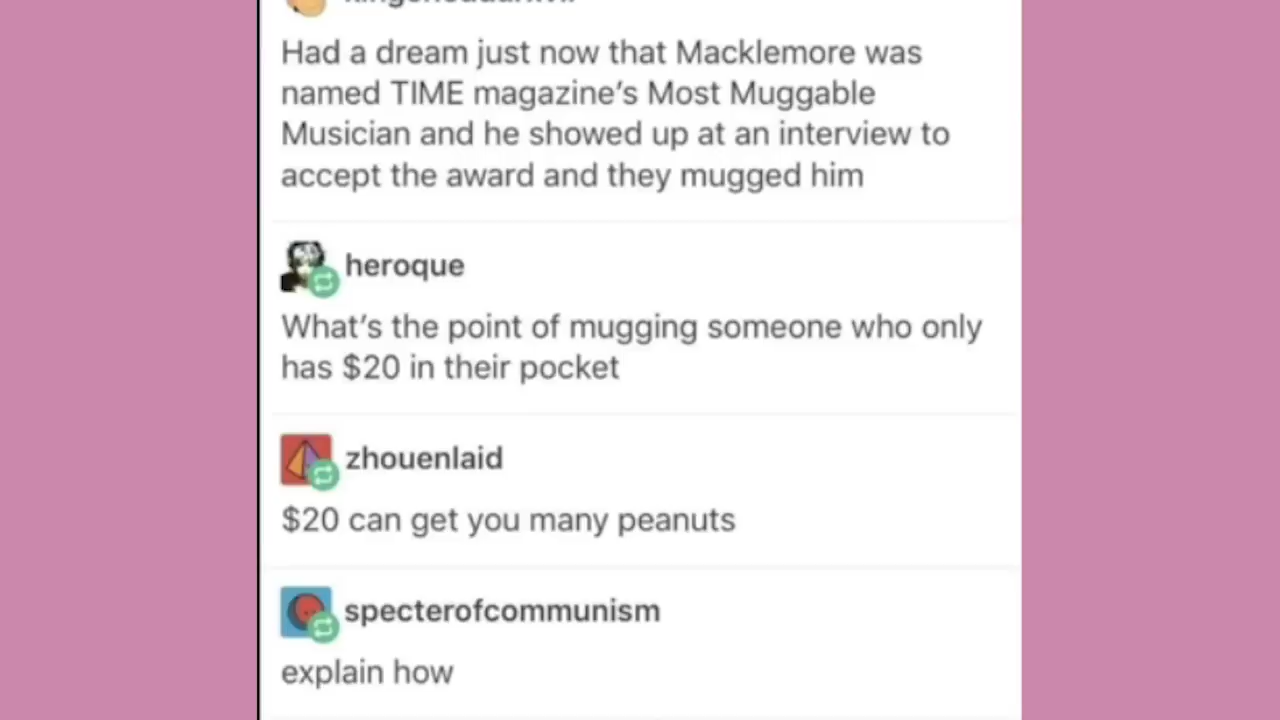 Had a dream just now that Macklemore was
named TIME magazine's Most Muggable
Musician and he showed up at an interview to
accept the award and they mugged him
heroque
What's the point of mugging someone who only
has $20 in their pocket
zhouenlaid
$20 can get you many peanuts
specterofcommunism
explain how